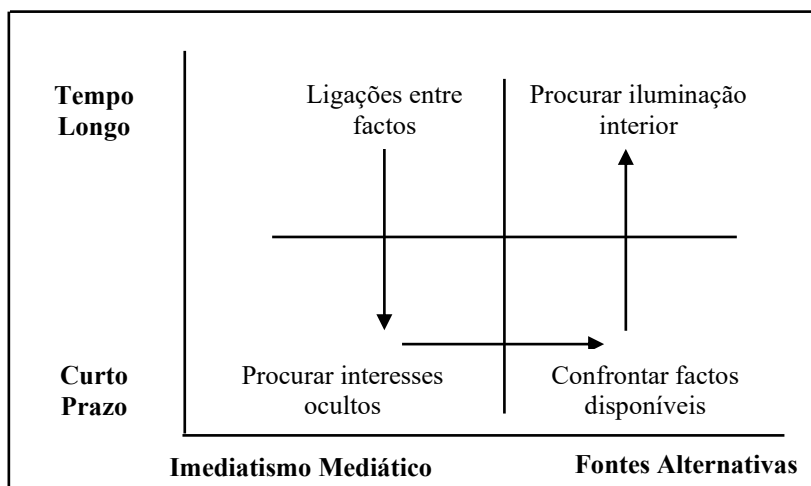 Tempo
Longo
Ligações entre
factos
Procurar iluminação
interior
Curto
Prazo
Procurar interesses
ocultos
Confrontar factos
disponíveis
Imediatismo Mediático
Fontes Alternativas